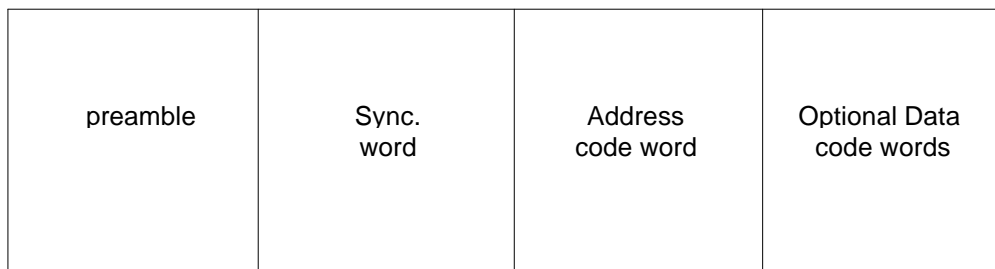 preamble
Sync.
word
Address
code word
Optional Data
code words